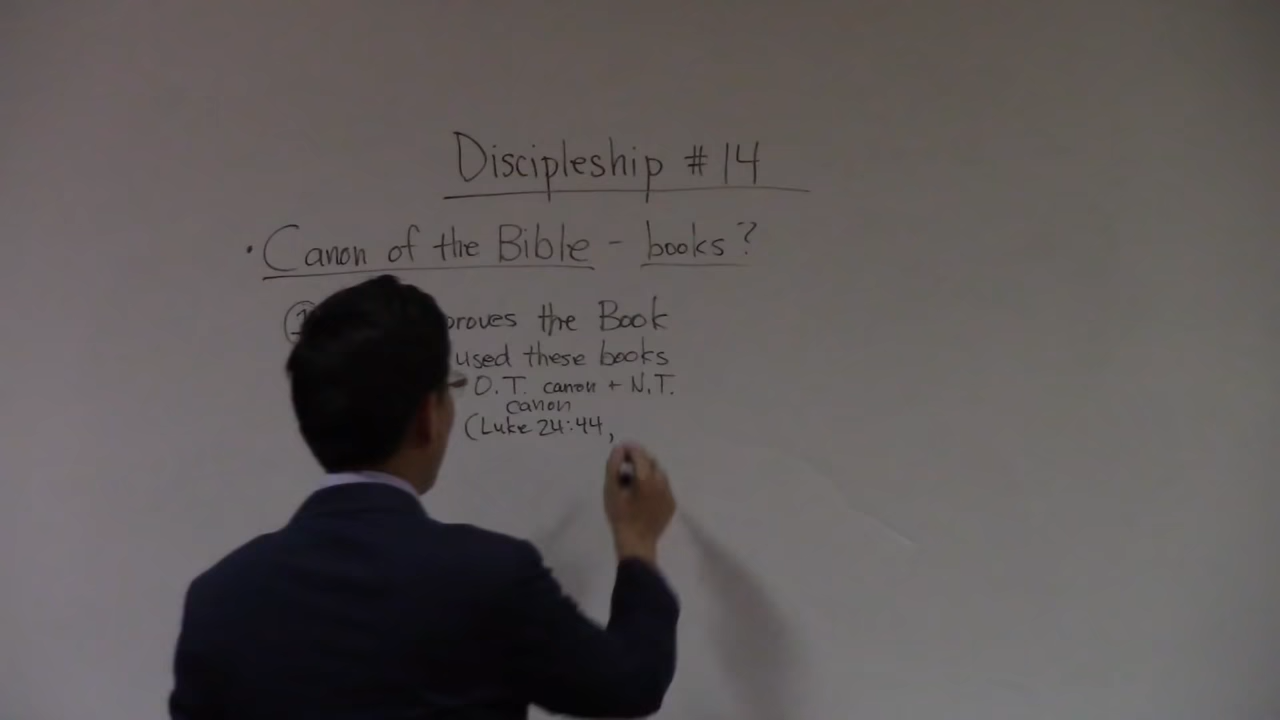 Discipleship #14
• Canon of the Bible - books?
① proves the Book
used these books
O.T. canon + N.T.
canon
(Luke 24:44,